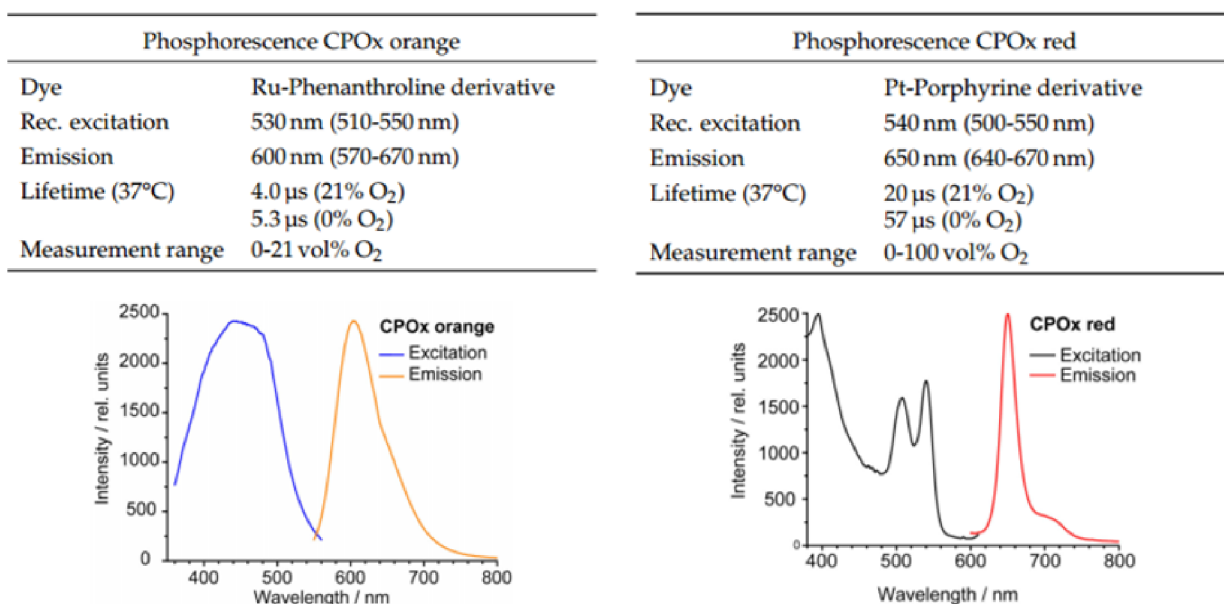 Phosphorescence CPOx orange
Dye Ru-Phenanthroline derivative
Rec. excitation 530 nm (510-550 nm)
Emission 600 nm (570-670 nm)
Lifetime (37°C) 4.0 µs (21% O₂)
5.3 µs (0% O₂)
Measurement range 0-21 vol% O₂
2500
2000
1500
1000
500
0
Intensity / rel. units
CPOx orange
Excitation
Emission
400 500 600 700 800
Wavelength / nm
Phosphorescence CPOx red
Dye Pt-Porphyrine derivative
Rec. excitation 540 nm (500-550 nm)
Emission 650 nm (640-670 nm)
Lifetime (37°C) 20 µs (21% O₂)
57 µs (0% O₂)
Measurement range 0-100 vol% O₂
2500
2000
1500
1000
500
0
Intensity / rel. units
CPOx red
Excitation
Emission
400 500 600 700 800
Wavelength / nm